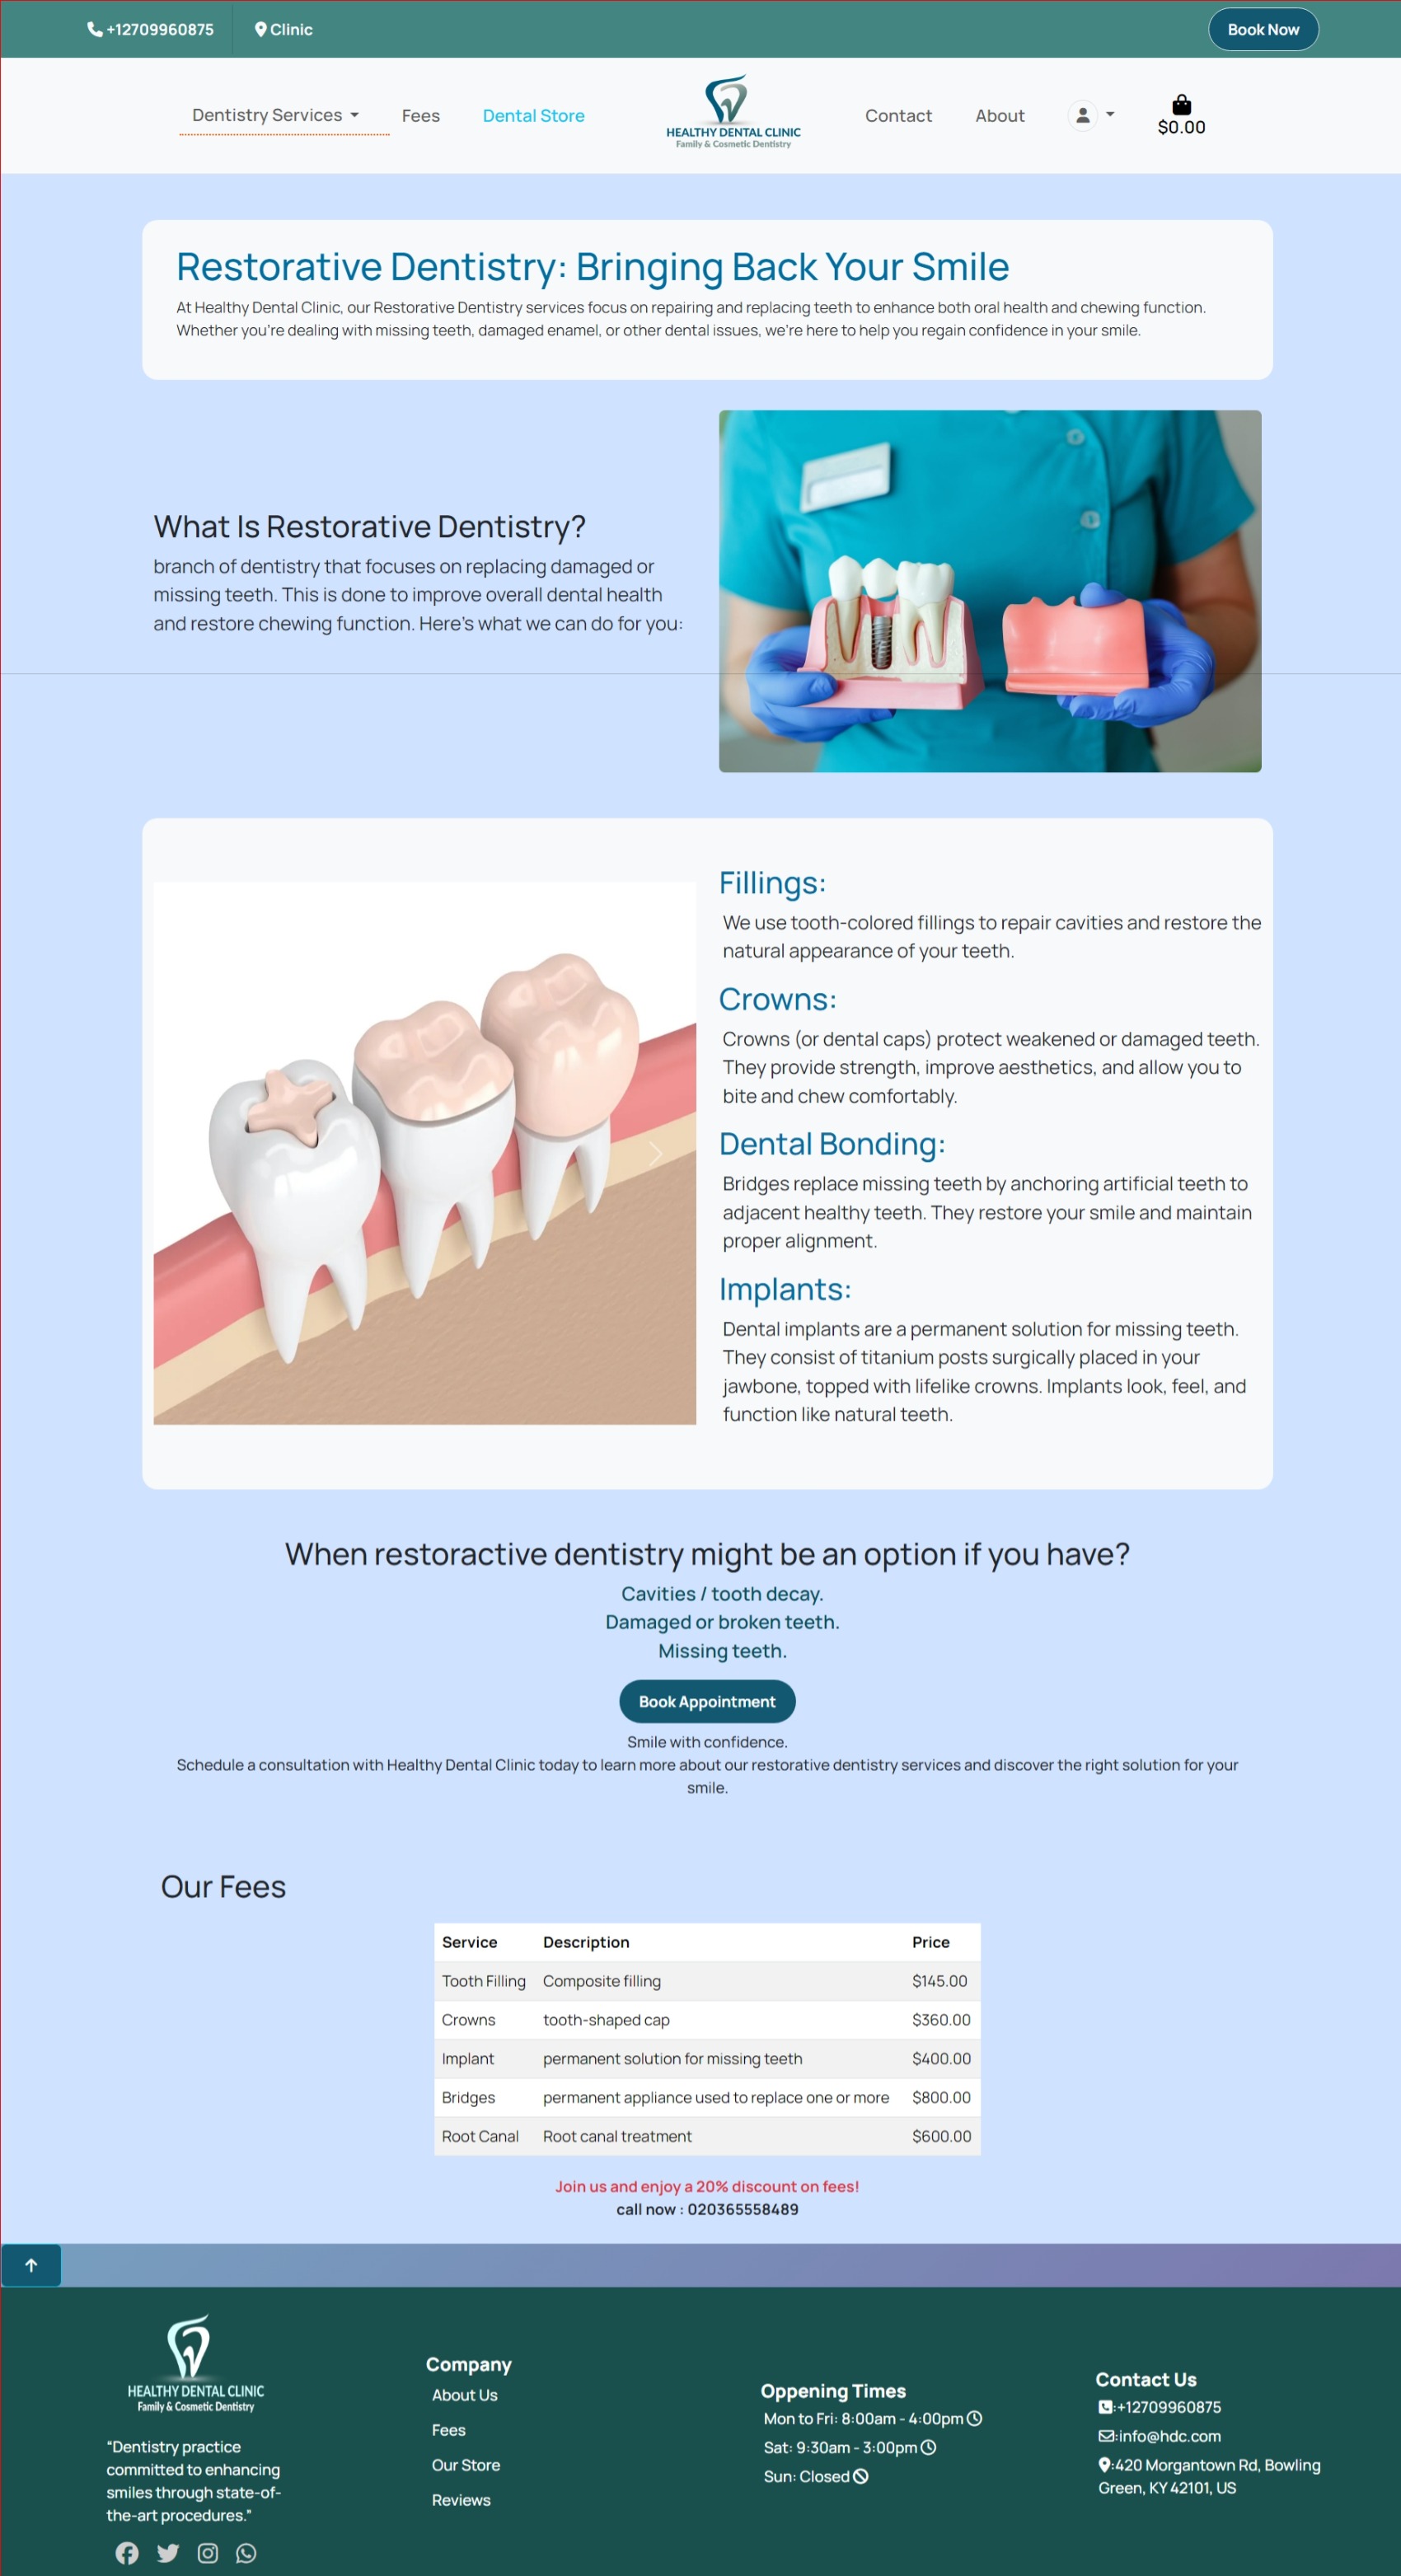 +12709960875
Clinic
Book Now
Dentistry Services
Fees
Dental Store
HEALTHY DENTAL CLINIC
Family & Cosmetic Dentistry
Contact
About
$0.00
Restorative Dentistry: Bringing Back Your Smile
At Healthy Dental Clinic, our Restorative Dentistry services focus on repairing and replacing teeth to enhance both oral health and chewing function.
Whether you're dealing with missing teeth, damaged enamel, or other dental issues, we're here to help you regain confidence in your smile.
What Is Restorative Dentistry?
branch of dentistry that focuses on replacing damaged or
missing teeth. This is done to improve overall dental health
and restore chewing function. Here's what we can do for you:
Fillings:
We use tooth-colored fillings to repair cavities and restore the
natural appearance of your teeth.
Crowns:
Crowns (or dental caps) protect weakened or damaged teeth.
They provide strength, improve aesthetics, and allow you to
bite and chew comfortably.
Dental Bonding:
Bridges replace missing teeth by anchoring artificial teeth to
adjacent healthy teeth. They restore your smile and maintain
proper alignment.
Implants:
Dental implants are a permanent solution for missing teeth.
They consist of titanium posts surgically placed in your
jawbone, topped with lifelike crowns. Implants look, feel, and
function like natural teeth.
When restoractive dentistry might be an option if you have?
Cavities / tooth decay.
Damaged or broken teeth.
Missing teeth.
Book Appointment
Smile with confidence.
Schedule a consultation with Healthy Dental Clinic today to learn more about our restorative dentistry services and discover the right solution for your
smile.
Our Fees
Service Description Price
Tooth Filling Composite filling $145.00
Crowns tooth-shaped cap $360.00
Implant permanent solution for missing teeth $400.00
Bridges permanent appliance used to replace one or more $800.00
Root Canal Root canal treatment $600.00
Join us and enjoy a 20% discount on fees!
call now : 020365558489
HEALTHY DENTAL CLINIC
Family & Cosmetic Dentistry
"Dentistry practice
committed to enhancing
smiles through state-of-
the-art procedures."
Company
About Us
Fees
Our Store
Reviews
Oppening Times
Mon to Fri: 8:00am - 4:00pm
Sat: 9:30am - 3:00pm
Sun: Closed
Contact Us
:+12709960875
:info@hdc.com
:420 Morgantown Rd, Bowling
Green, KY 42101, US